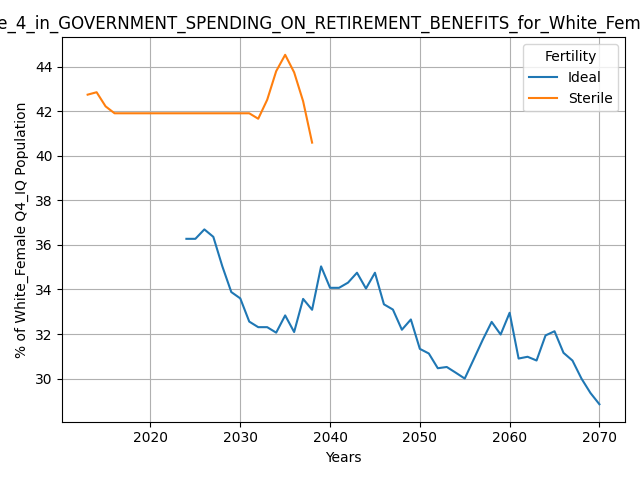 e_4_in_GOVERNMENT_SPENDING_ON_RETIREMENT_BENEFITS_for_White_Fem
Fertility
Ideal
Sterile
% of White_Female Q4_IQ Population
44
42
40
38
36
34
32
30
2020 2030 2040 2050 2060 2070
Years